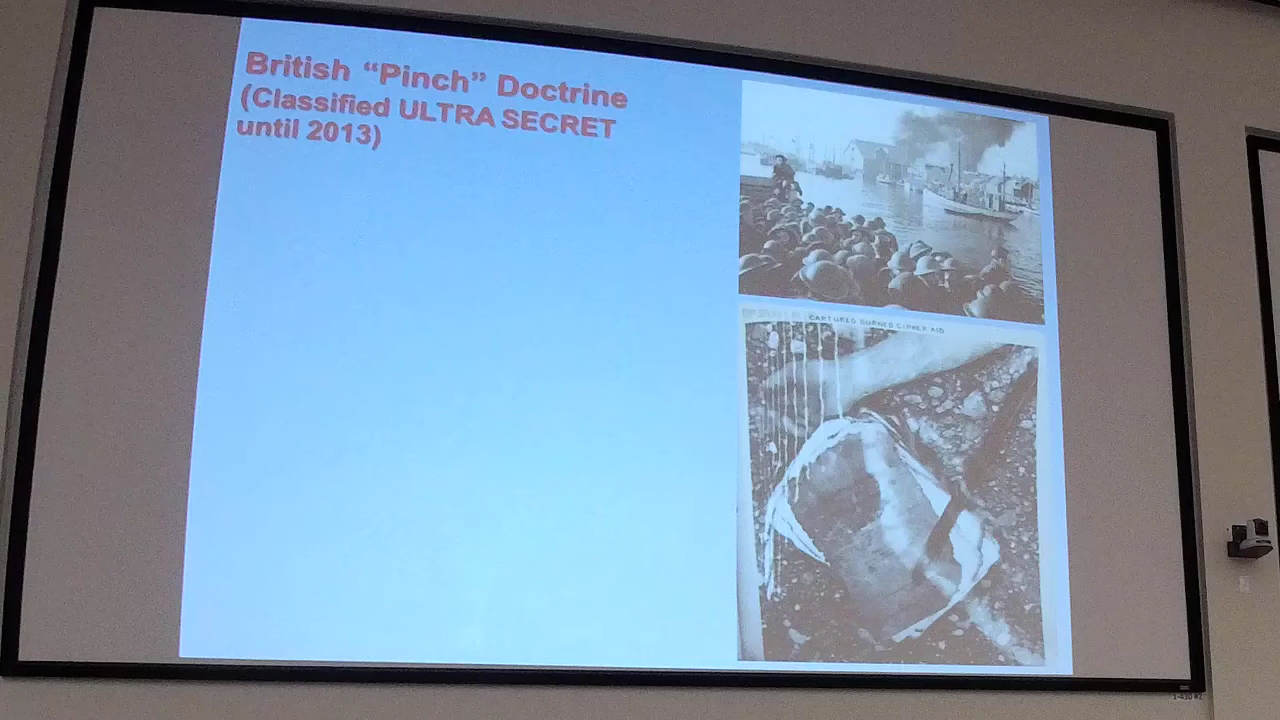 British “Pinch” Doctrine
(Classified ULTRA SECRET
until 2013)
CAPTURED BURNED CIPHER AID